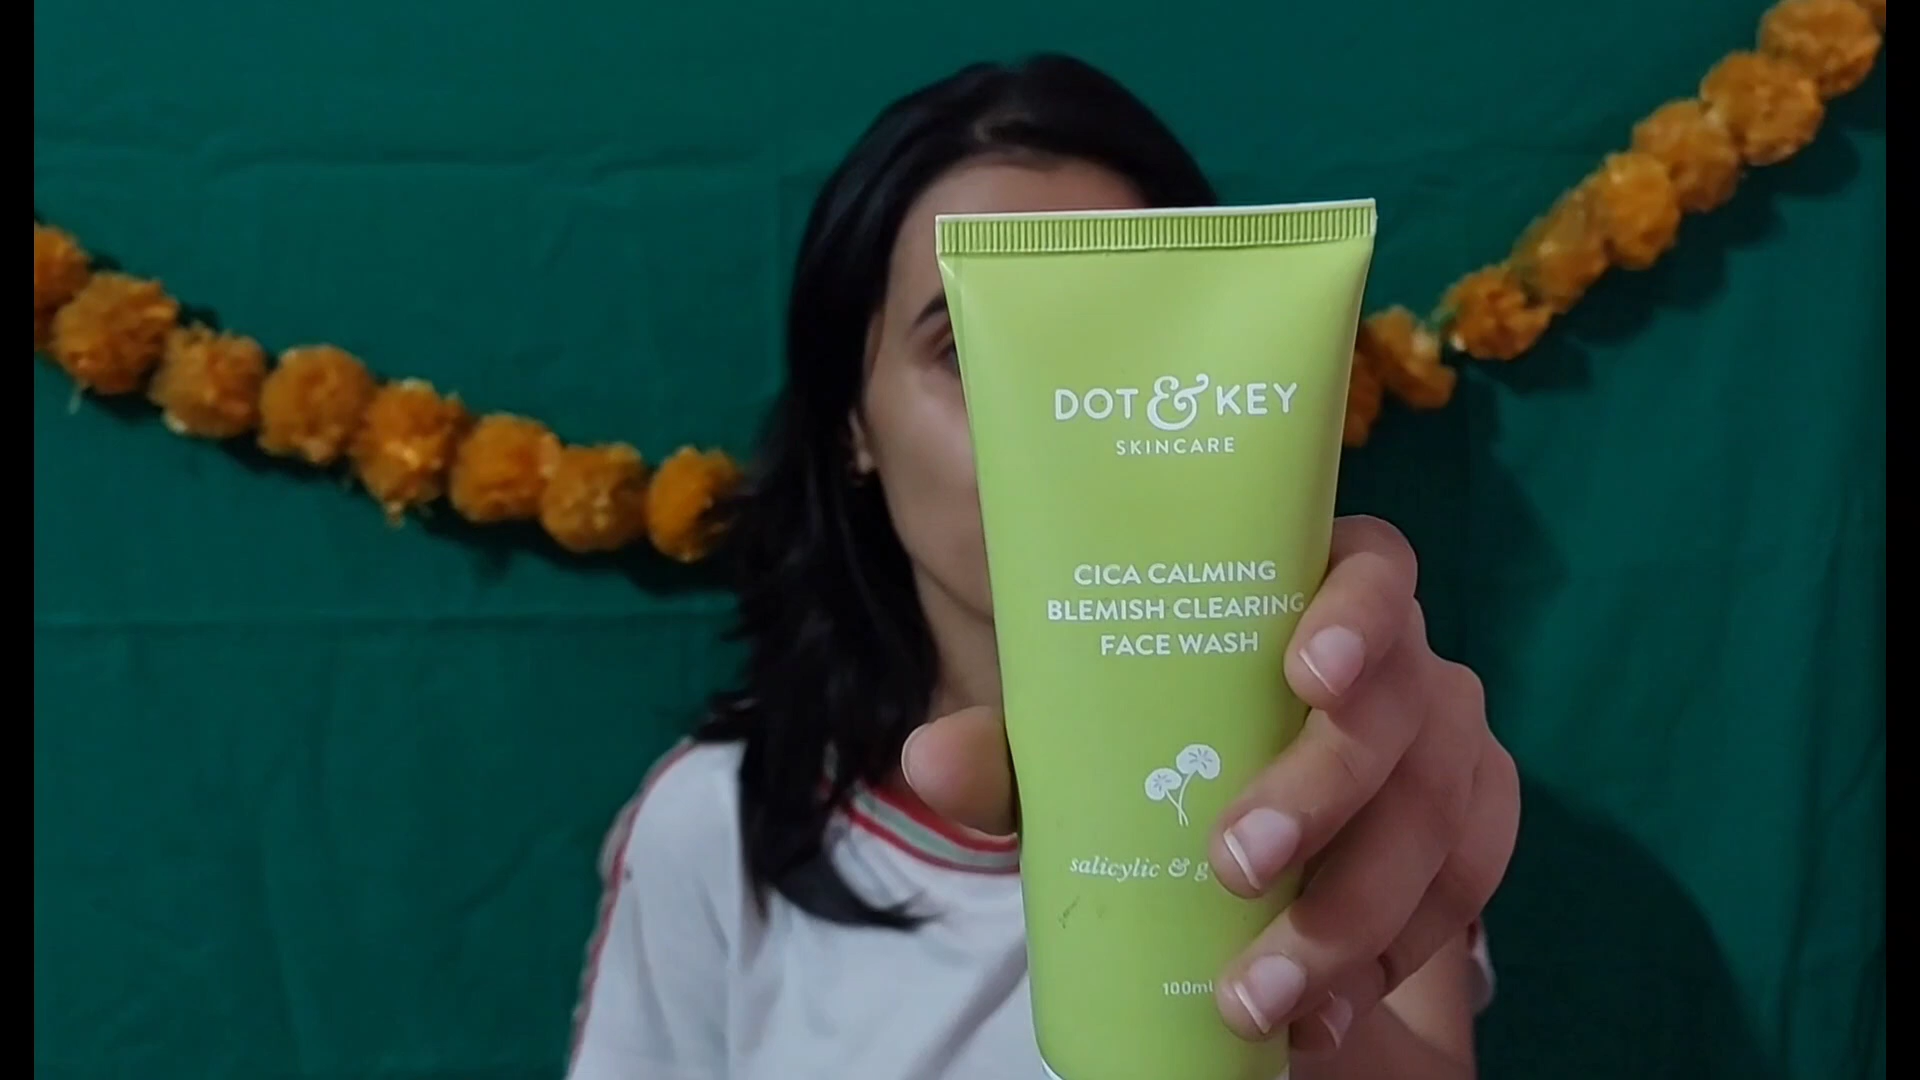 DOT & KEY
SKINCARE
CICA CALMING
BLEMISH CLEARING
FACE WASH
salicylic &
100ml